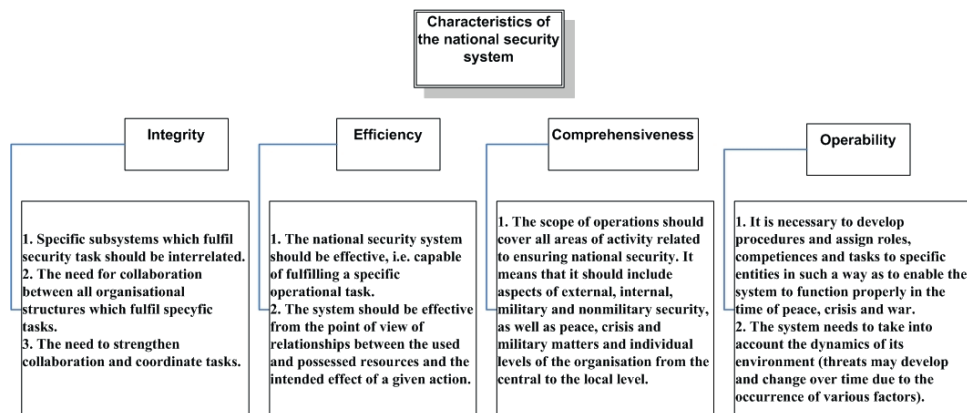 Characteristics of
the national security
system
Integrity
Efficiency
Comprehensiveness
Operability
1. Specific subsystems which fulfil
security task should be interrelated.
2. The need for collaboration
between all organisational
structures which fulfil specyfic
tasks.
3. The need to strengthen
collaboration and coordinate tasks.
1. The national security system
should be effective, i.e. capable
of fulfilling a specific
operational task.
2. The system should be effective
from the point of view of
relationships between the used
and possessed resources and the
intended effect of a given action.
1. The scope of operations should
cover all areas of activity related
to ensuring national security. It
means that it should include
aspects of external, internal,
military and nonmilitary security,
as well as peace, crisis and
military matters and individual
levels of the organisation from the
central to the local level.
1. It is necessary to develop
procedures and assign roles,
competiences and tasks to specific
entities in such a way as to enable the
system to function properly in the
time of peace, crisis and war.
2. The system needs to take into
account the dynamics of its
environment (threats may develop
and change over time due to the
occurrence of various factors).